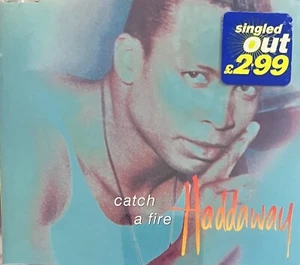 singled
out
£2.99
catch
a fire
Haddaway